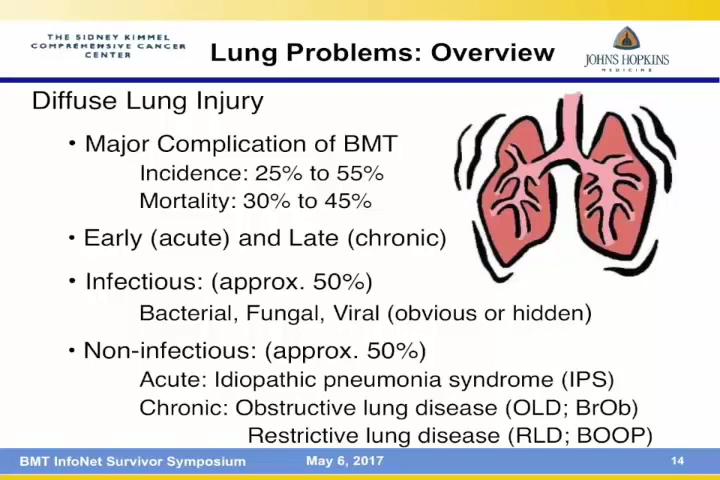 THE SIDNEY KIMMEL
COMPREHENSIVE CANCER
CENTER
Lung Problems: Overview
JOHNS HOPKINS
MEDICINE
Diffuse Lung Injury
• Major Complication of BMT
Incidence: 25% to 55%
Mortality: 30% to 45%
• Early (acute) and Late (chronic)
• Infectious: (approx. 50%)
Bacterial, Fungal, Viral (obvious or hidden)
• Non-infectious: (approx. 50%)
Acute: Idiopathic pneumonia syndrome (IPS)
Chronic: Obstructive lung disease (OLD; BrOb)
Restrictive lung disease (RLD; BOOP)
BMT InfoNet Survivor Symposium
May 6, 2017
14